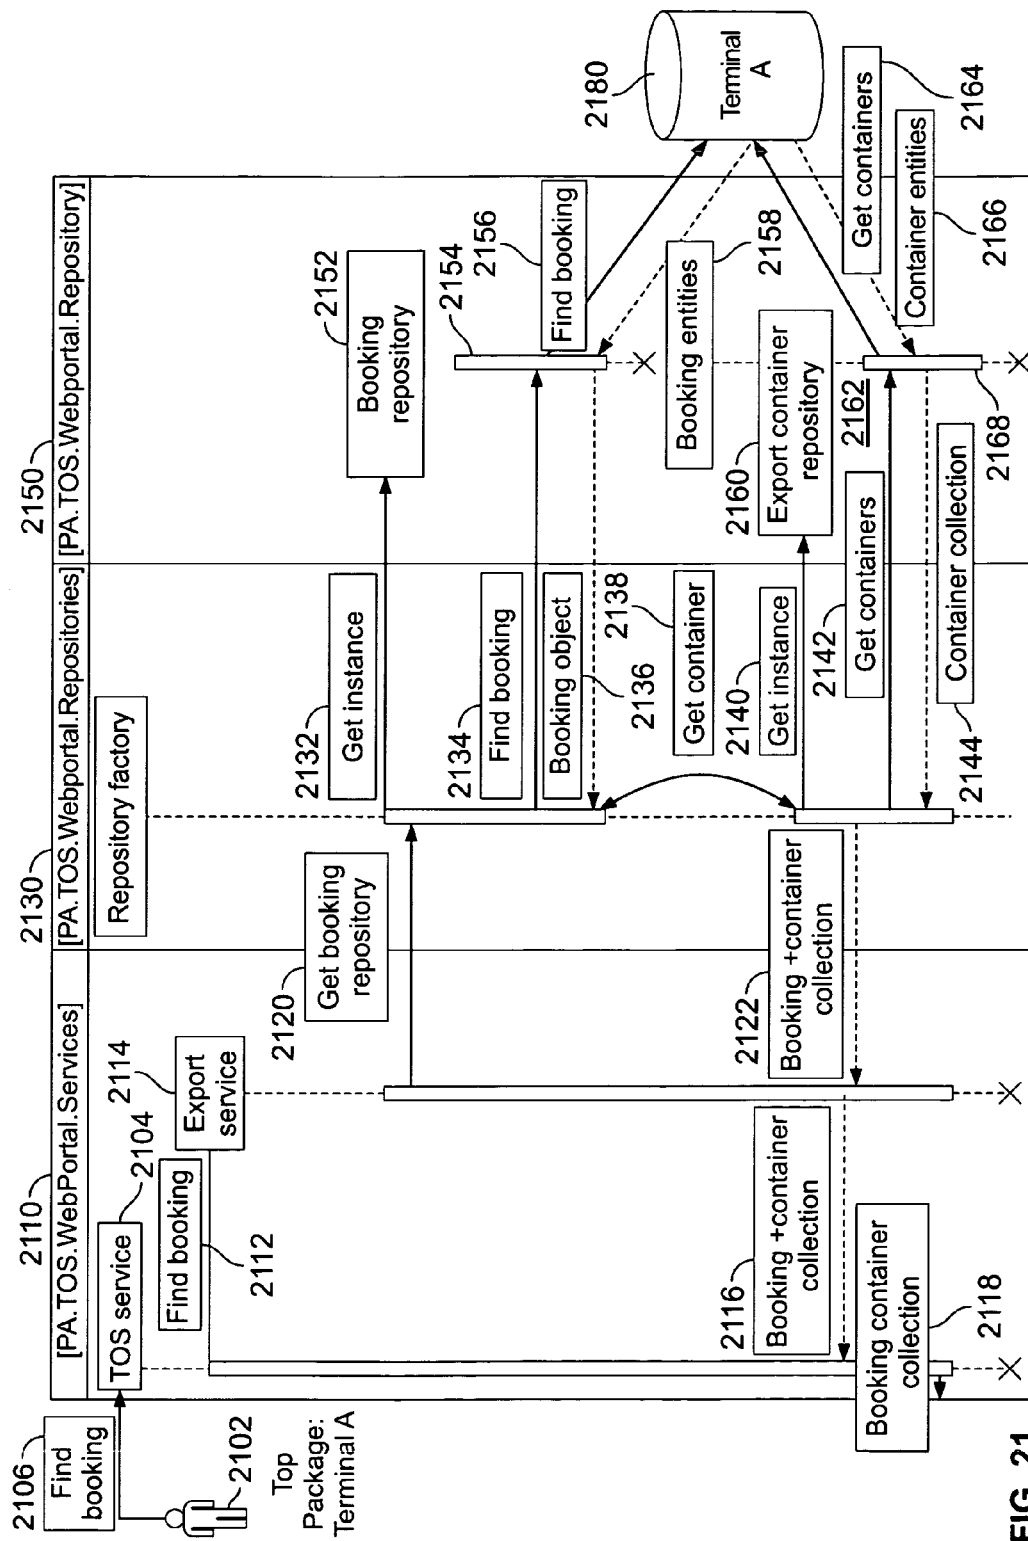 2106
Find
booking
2102
Top
Package:
Terminal A
2110
[PA.TOS.WebPortal.Services]
TOS service
2104
Find booking
2112
2114
Export
service
2116
Booking +container
collection
Booking container
collection
2118
2120
Get booking
repository
2122
Booking +container
collection
2130
[PA.TOS.Webportal.Repositories]
Repository factory
2132
Get instance
2134
Find booking
Booking object
2136
Get container
2138
2140
Get instance
2142
Get containers
Container collection
2144
2150
[PA.TOS.Webportal.Repository]
2152
Booking
repository
2154
2156
Find booking
Booking entities
2158
2160
Export container
repository
2162
Get containers
2164
Container entities
2166
2168
2180
Terminal
A
FIG. 21